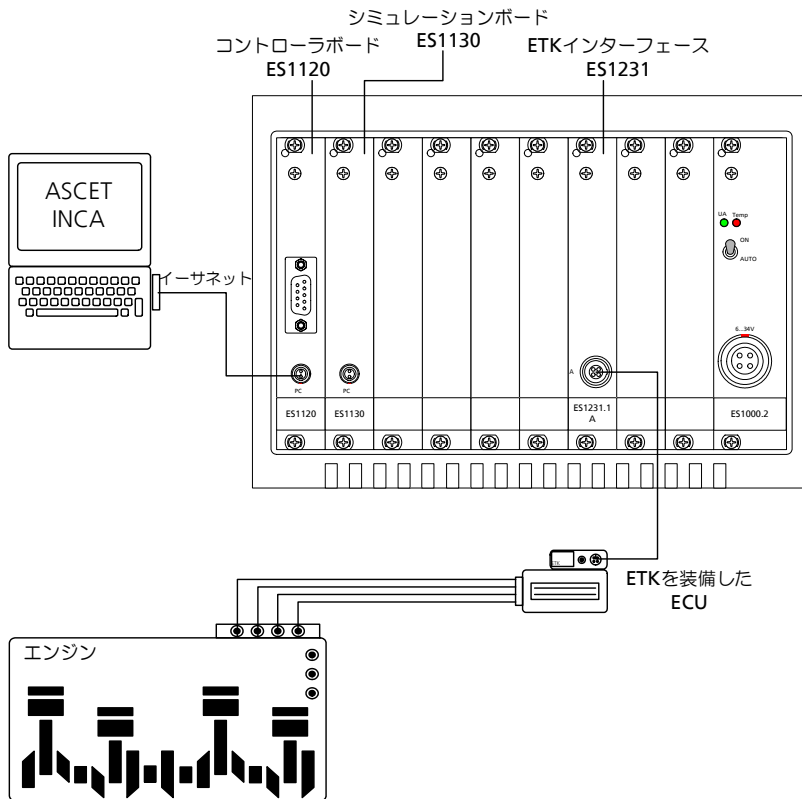 シミュレーションボード
ES1130
コントローラボード
ES1120
ETKインターフェース
ES1231
ASCET
INCA
イーサネット
UA Temp
ON
AUTO
6...34V
A
PC
PC
ES1120
ES1130
ES1231.1
A
ES1000.2
ETK
ETKを装備した
ECU
エンジン